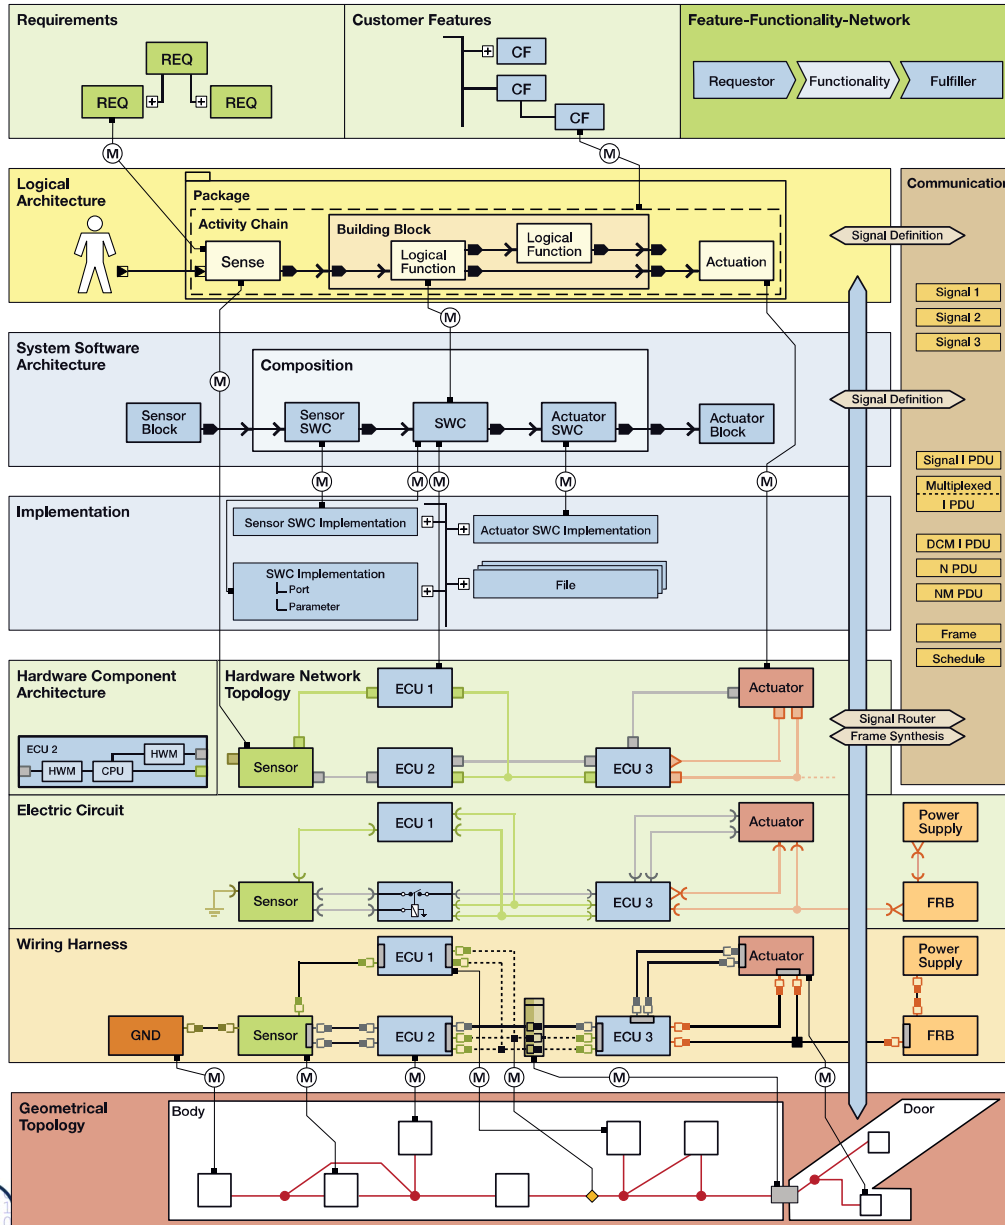 Requirements
REQ
REQ
REQ
Customer Features
CF
CF
CF
Feature-Functionality-Network
Requestor
Functionality
Fulfiller
M
M
Logical
Architecture
Package
Activity Chain
Building Block
Sense
Logical
Function
Logical
Function
Actuation
Communication
Signal Definition
Signal 1
Signal 2
Signal 3
M
M
System Software
Architecture
Composition
Sensor
Block
Sensor
SWC
SWC
Actuator
SWC
Actuator
Block
Signal Definition
Signal I PDU
Multiplexed
I PDU
DCM I PDU
N PDU
NM PDU
Frame
Schedule
M
M
M
M
M
Implementation
Sensor SWC Implementation
Actuator SWC Implementation
SWC Implementation
Port
Parameter
File
Hardware Component
Architecture
ECU 2
HWM
HWM
CPU
Hardware Network
Topology
ECU 1
Actuator
Sensor
ECU 2
ECU 3
Signal Router
Frame Synthesis
Electric Circuit
ECU 1
Actuator
Power
Supply
Sensor
ECU 3
FRB
Wiring Harness
ECU 1
Actuator
Power
Supply
GND
Sensor
ECU 2
ECU 3
FRB
M
M
M
M
M
M
M
Geometrical
Topology
Body
Door